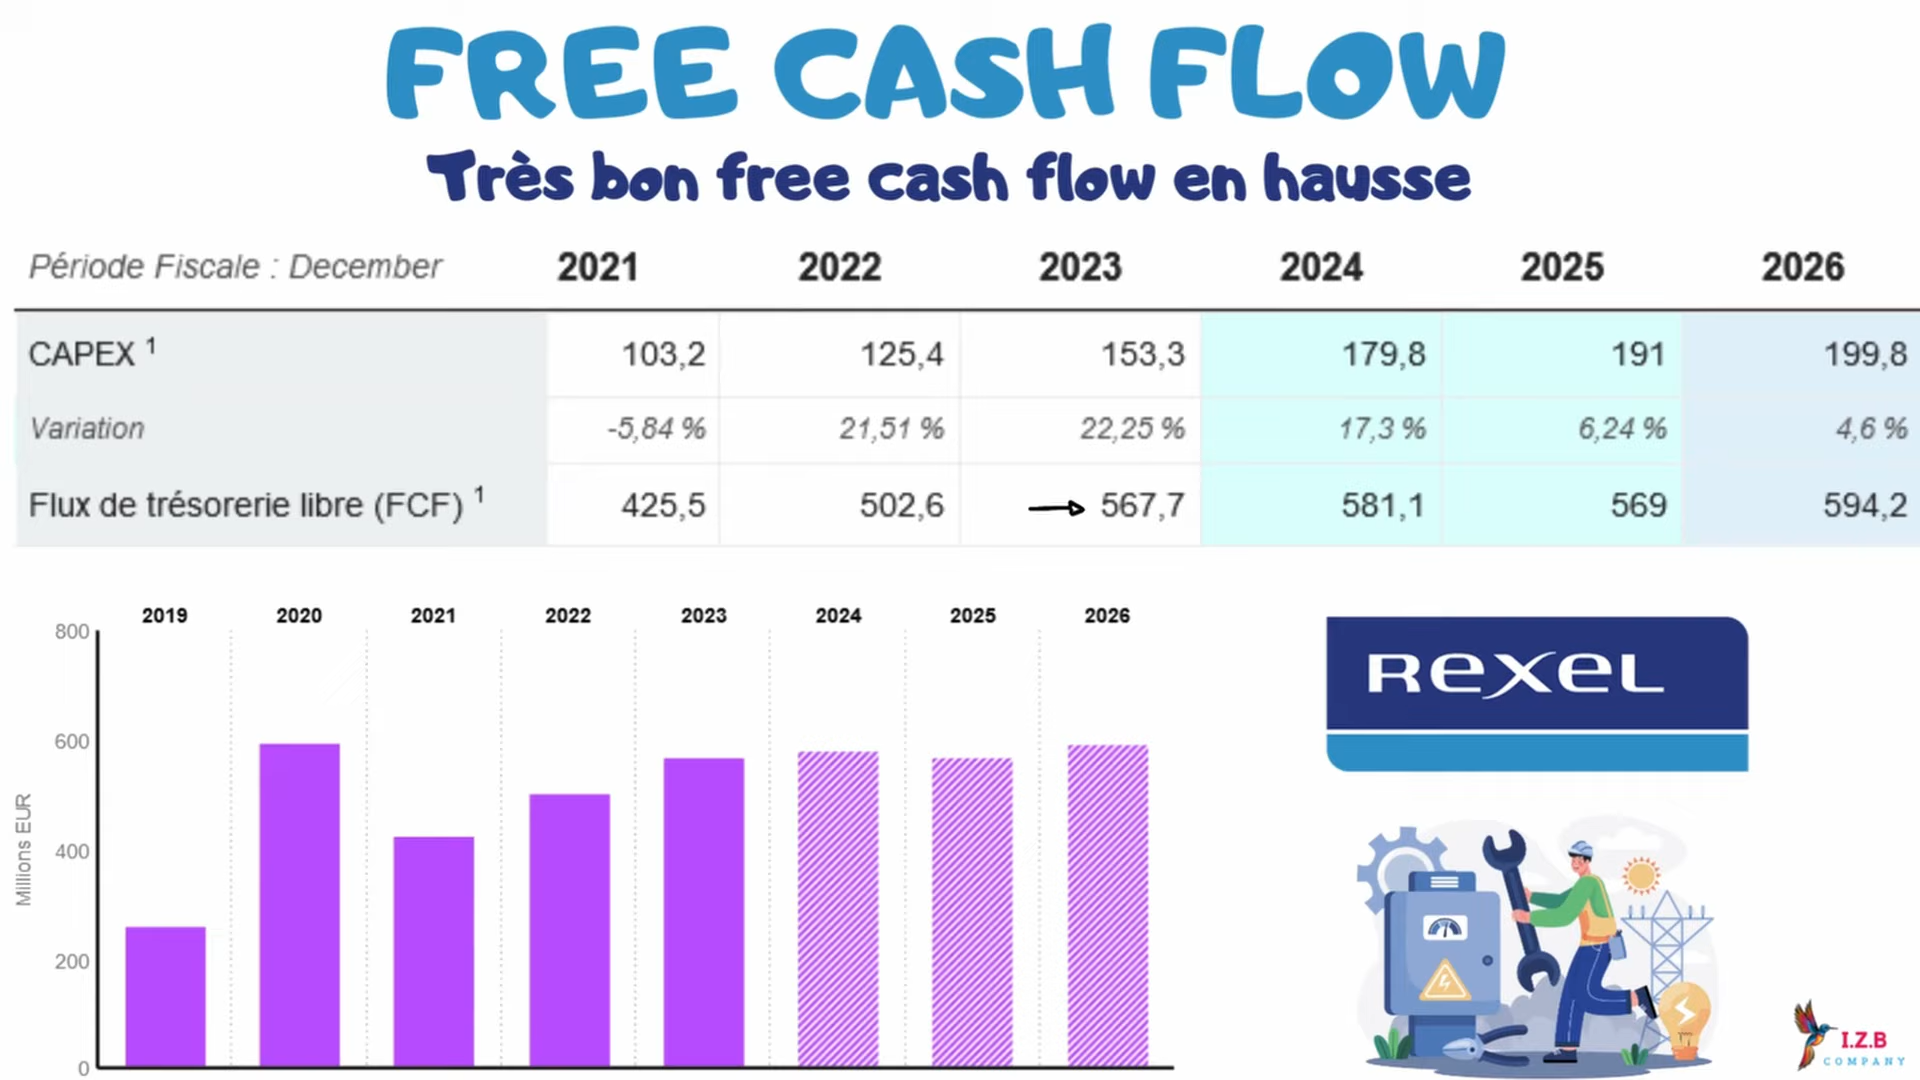 FREE CASH FLOW
Très bon free cash flow en hausse
Période Fiscale : December 2021 2022 2023 2024 2025 2026
CAPEX 1 103,2 125,4 153,3 179,8 191 199,8
Variation -5,84 % 21,51 % 22,25 % 17,3 % 6,24 % 4,6 %
Flux de trésorerie libre (FCF) 1 425,5 502,6 567,7 581,1 569 594,2
2019 2020 2021 2022 2023 2024 2025 2026
800
600
400
200
0
Millions EUR
REXEL
I.Z.B
COMPANY